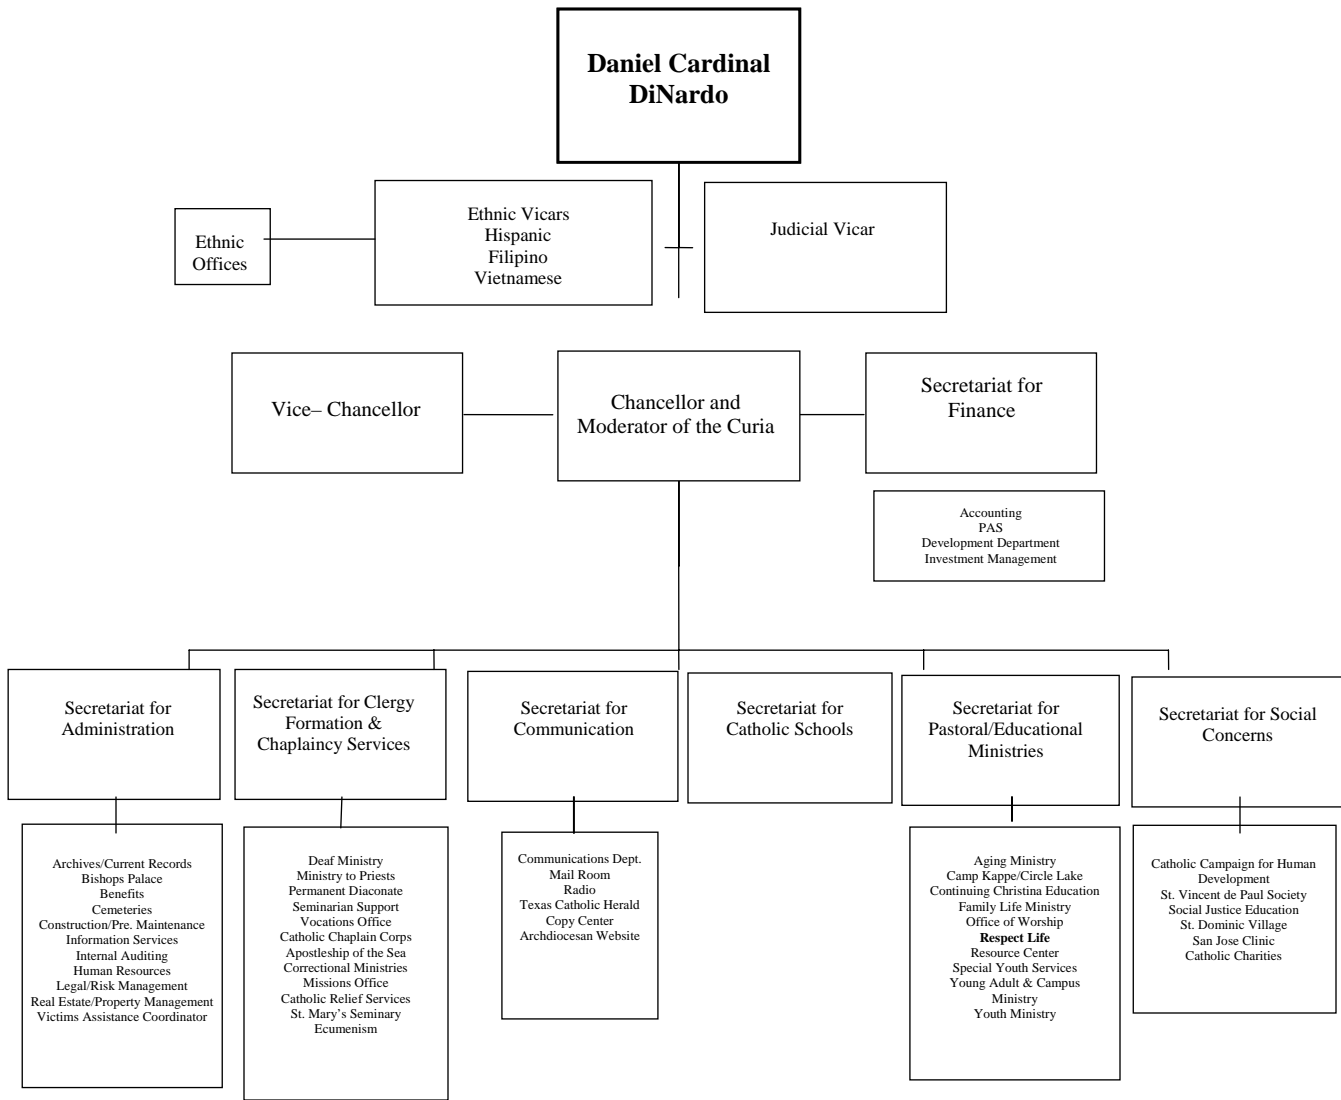 Daniel Cardinal
DiNardo
Ethnic
Offices
Ethnic Vicars
Hispanic
Filipino
Vietnamese
Judicial Vicar
Vice– Chancellor
Chancellor and
Moderator of the Curia
Secretariat for
Finance
Accounting
PAS
Development Department
Investment Management
Secretariat for
Administration
Secretariat for Clergy
Formation &
Chaplaincy Services
Secretariat for
Communication
Secretariat for
Catholic Schools
Secretariat for
Pastoral/Educational
Ministries
Secretariat for Social
Concerns
Archives/Current Records
Bishops Palace
Benefits
Cemeteries
Construction/Pre. Maintenance
Information Services
Internal Auditing
Human Resources
Legal/Risk Management
Real Estate/Property Management
Victims Assistance Coordinator
Deaf Ministry
Ministry to Priests
Permanent Diaconate
Seminarian Support
Vocations Office
Catholic Chaplain Corps
Apostleship of the Sea
Correctional Ministries
Missions Office
Catholic Relief Services
St. Mary’s Seminary
Ecumenism
Communications Dept.
Mail Room
Radio
Texas Catholic Herald
Copy Center
Archdiocesan Website
Aging Ministry
Camp Kappe/Circle Lake
Continuing Christina Education
Family Life Ministry
Office of Worship
Respect Life
Resource Center
Special Youth Services
Young Adult & Campus
Ministry
Youth Ministry
Catholic Campaign for Human
Development
St. Vincent de Paul Society
Social Justice Education
St. Dominic Village
San Jose Clinic
Catholic Charities